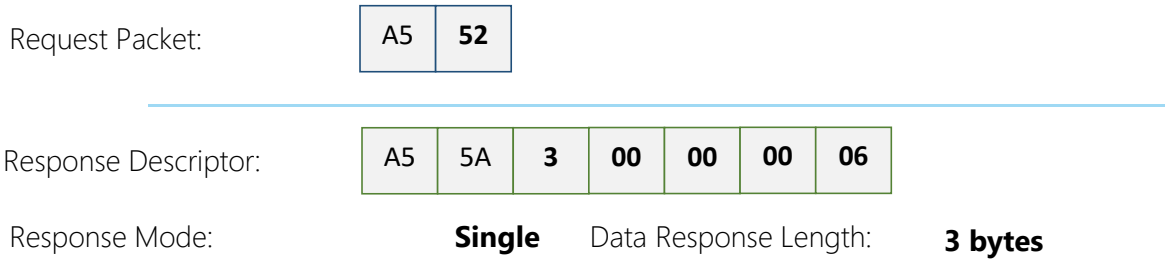 Request Packet: A5 52
Response Descriptor: A5 5A 3 00 00 00 06
Response Mode: Single Data Response Length: 3 bytes